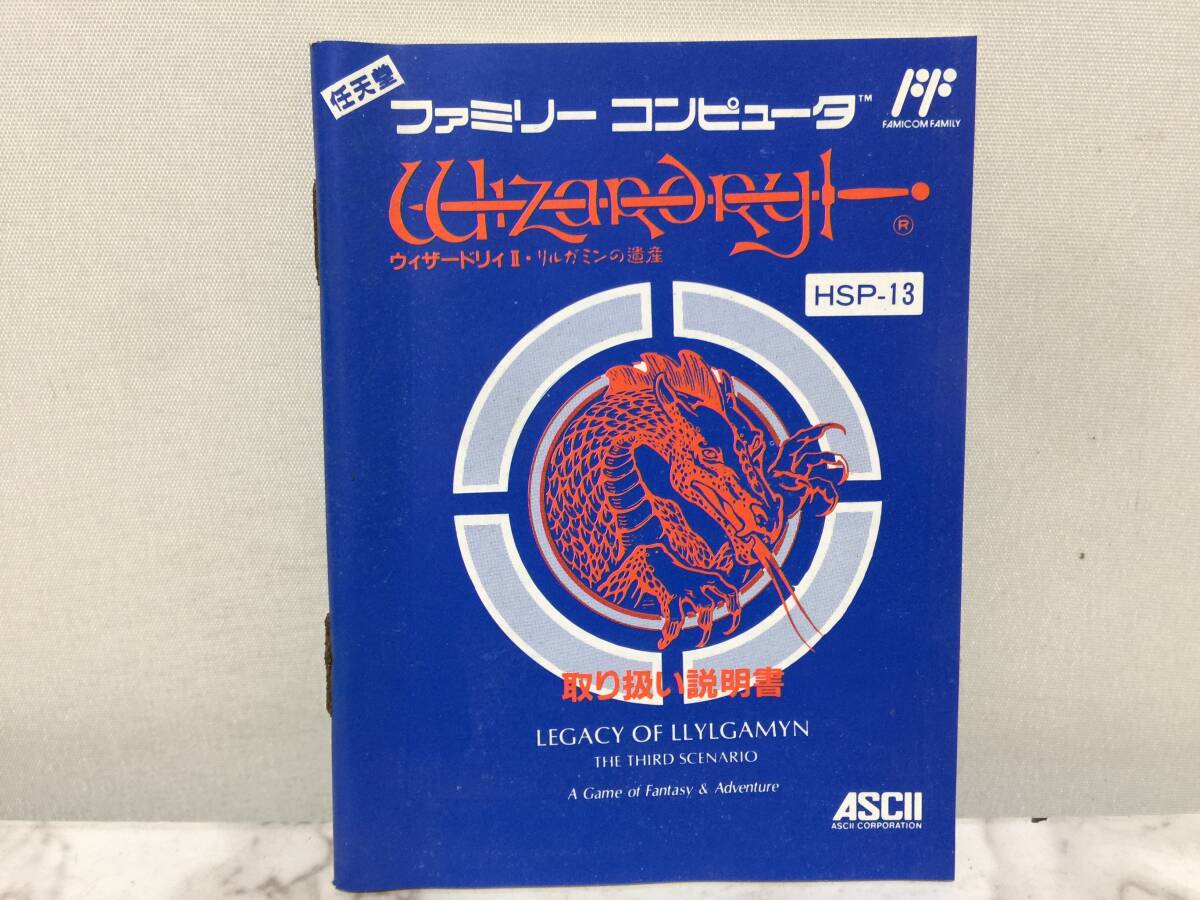 任天堂
ファミリー コンピュータ™
FAMICOM FAMILY
Wizardry
®
ウィザードリィⅡ・リルガミンの遺産
HSP-13
取り扱い説明書
LEGACY OF LLYLGAMYN
THE THIRD SCENARIO
A Game of Fantasy & Adventure
ASCII
ASCII CORPORATION